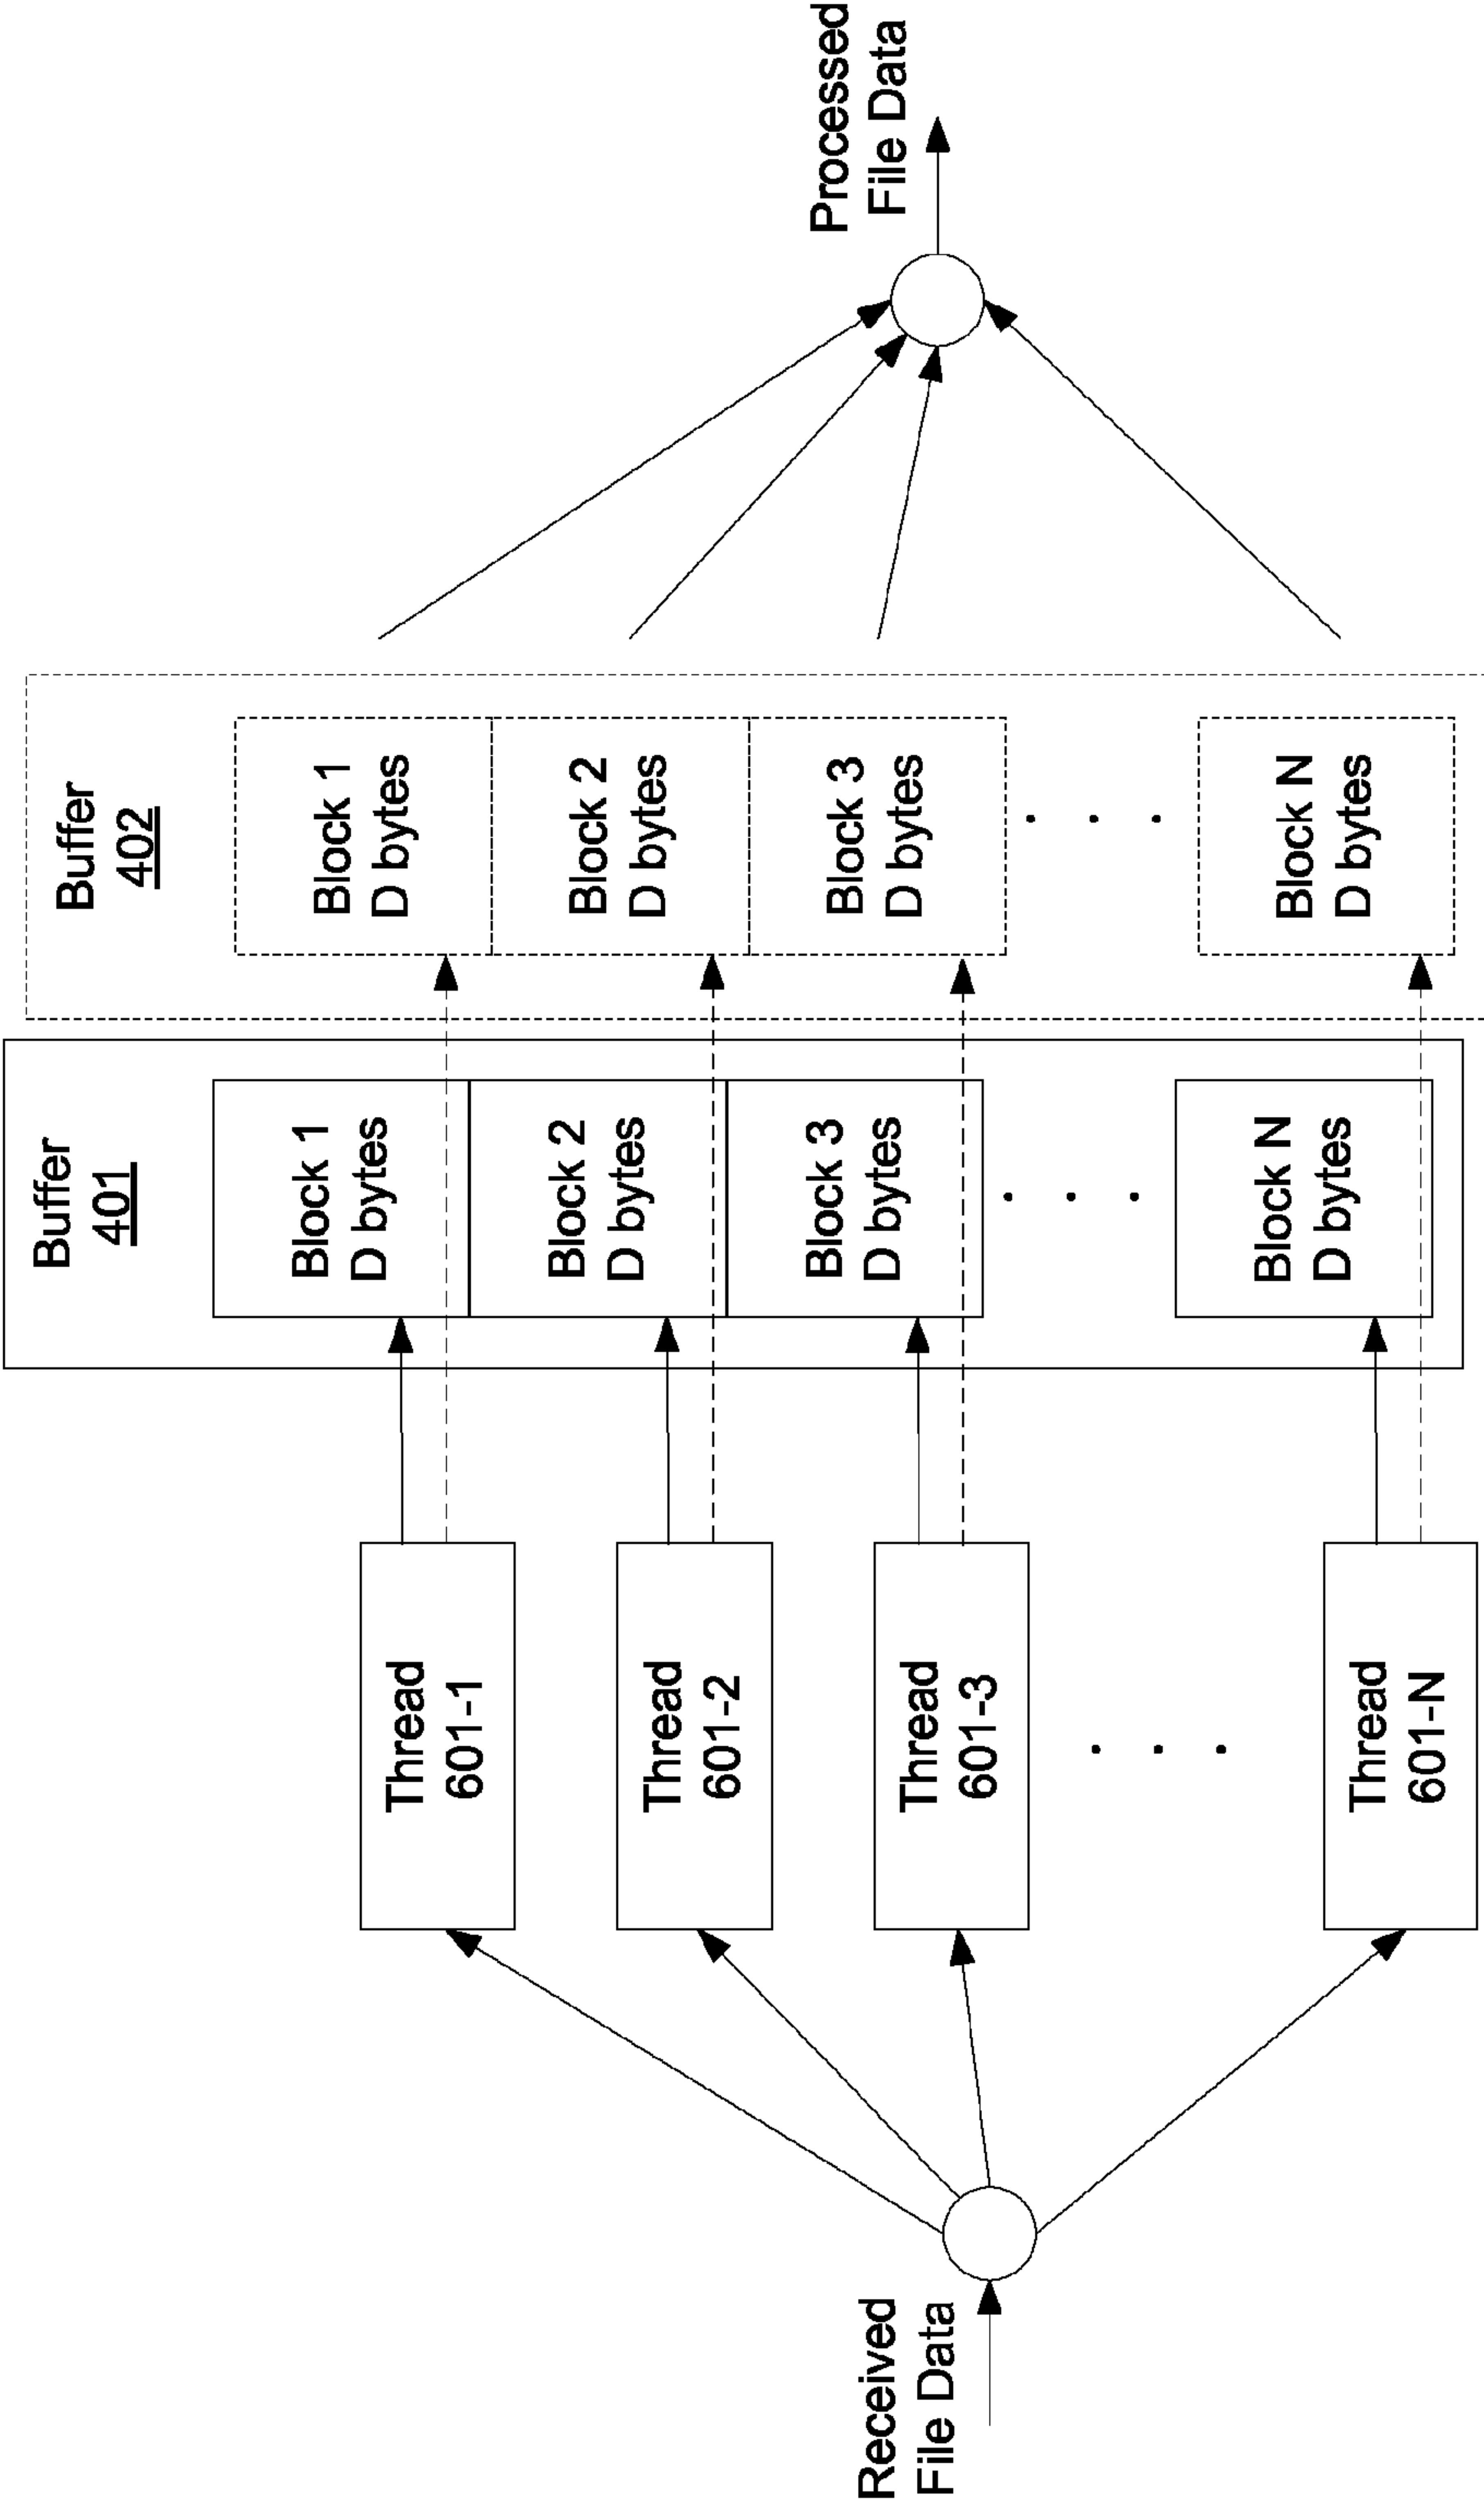 Received
File Data
Thread
601-1
Thread
601-2
Thread
601-3
. . .
Thread
601-N
Buffer
401
Block 1
D bytes
Block 2
D bytes
Block 3
D bytes
. . .
Block N
D bytes
Buffer
402
Block 1
D bytes
Block 2
D bytes
Block 3
D bytes
. . .
Block N
D bytes
Processed
File Data